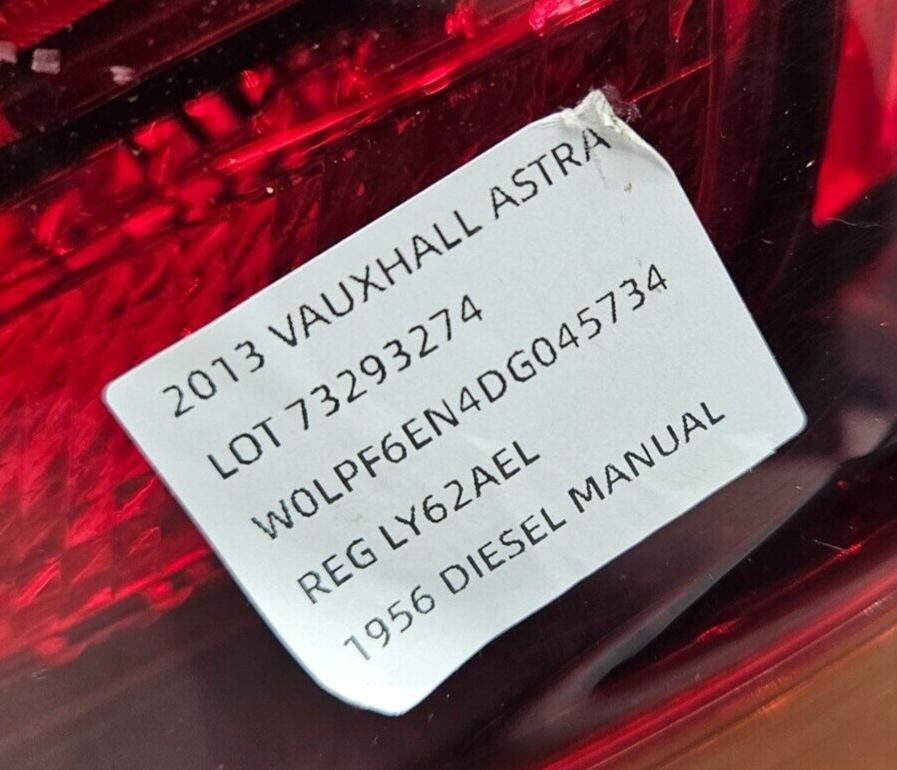 2013 VAUXHALL ASTRA
LOT 73293274
W0LPF6EN4DG045734
REG LY62AEL
1956 DIESEL MANUAL